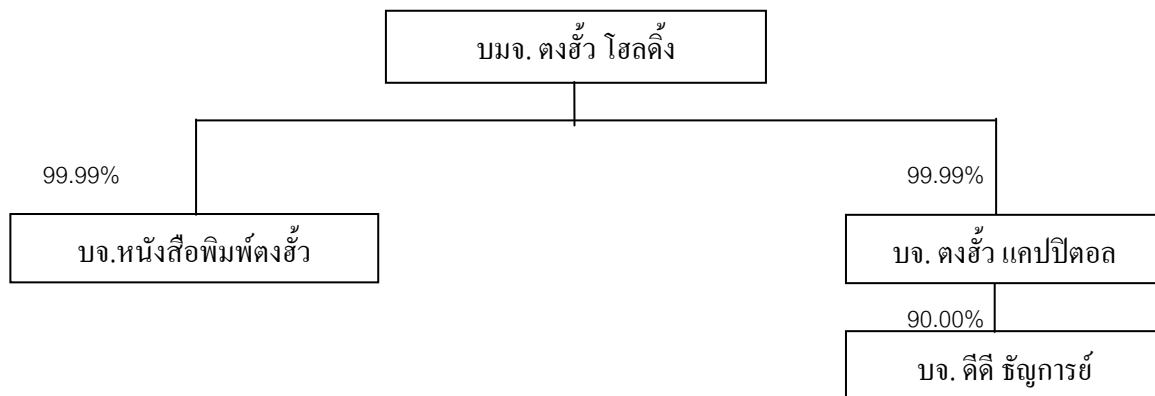 บมจ. ตงฮั้ว โฮลดิ้ง
99.99%
99.99%
บจ.หนังสือพิมพ์ตงฮั้ว
บจ. ตงฮั้ว แคปปิตอล
90.00%
บจ. ดีดี ธัญการย์